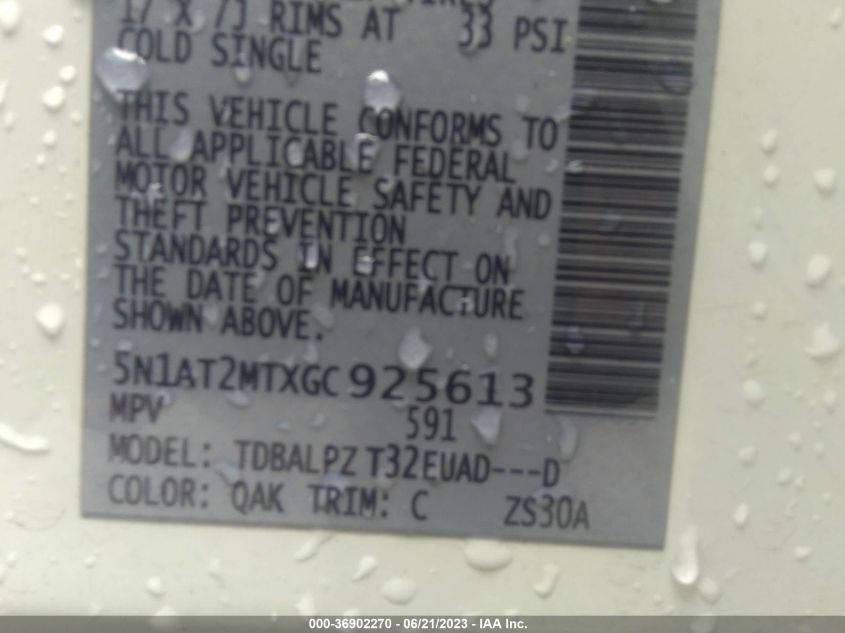 17 X 7J RIMS AT 33 PSI
COLD SINGLE
THIS VEHICLE CONFORMS TO
ALL APPLICABLE FEDERAL
MOTOR VEHICLE SAFETY AND
THEFT PREVENTION
STANDARDS IN EFFECT ON
THE DATE OF MANUFACTURE
SHOWN ABOVE.
5N1AT2MTXGC925613
MPV 591
MODEL: TDBALPZ T32EUAD---D
COLOR: QAK TRIM: C ZS30A
000-36902270 - 06/21/2023 - IAA Inc.